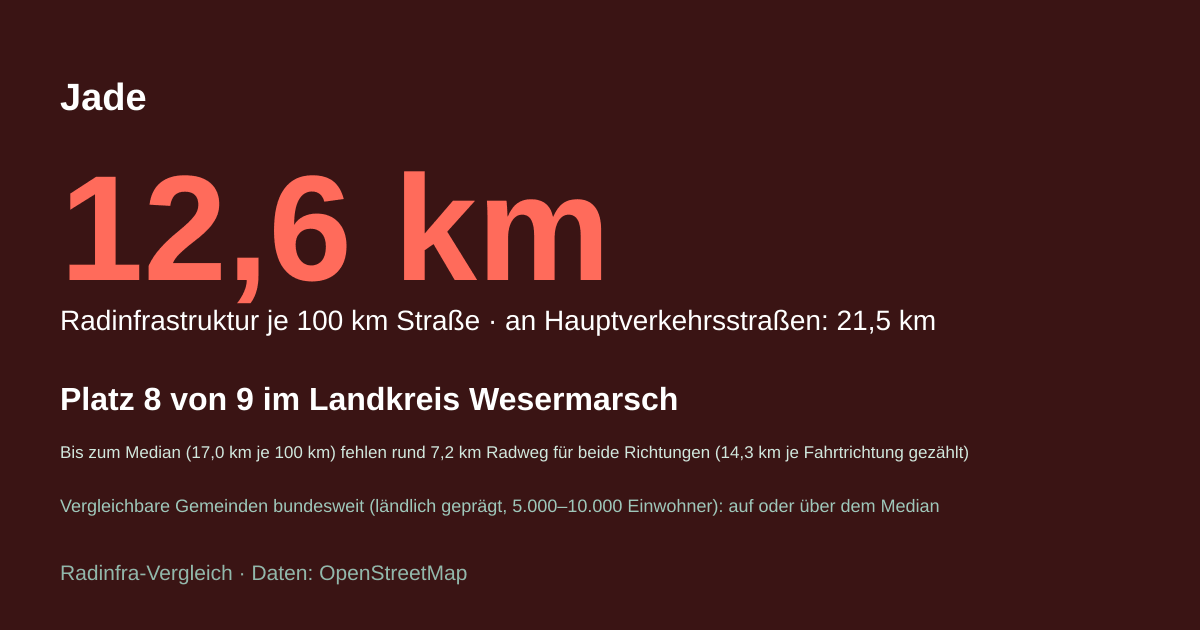 Jade
12,6 km
Radinfrastruktur je 100 km Straße · an Hauptverkehrsstraßen: 21,5 km
Platz 8 von 9 im Landkreis Wesermarsch
Bis zum Median (17,0 km je 100 km) fehlen rund 7,2 km Radweg für beide Richtungen (14,3 km je Fahrtrichtung gezählt)
Vergleichbare Gemeinden bundesweit (ländlich geprägt, 5.000–10.000 Einwohner): auf oder über dem Median
Radinfra-Vergleich · Daten: OpenStreetMap